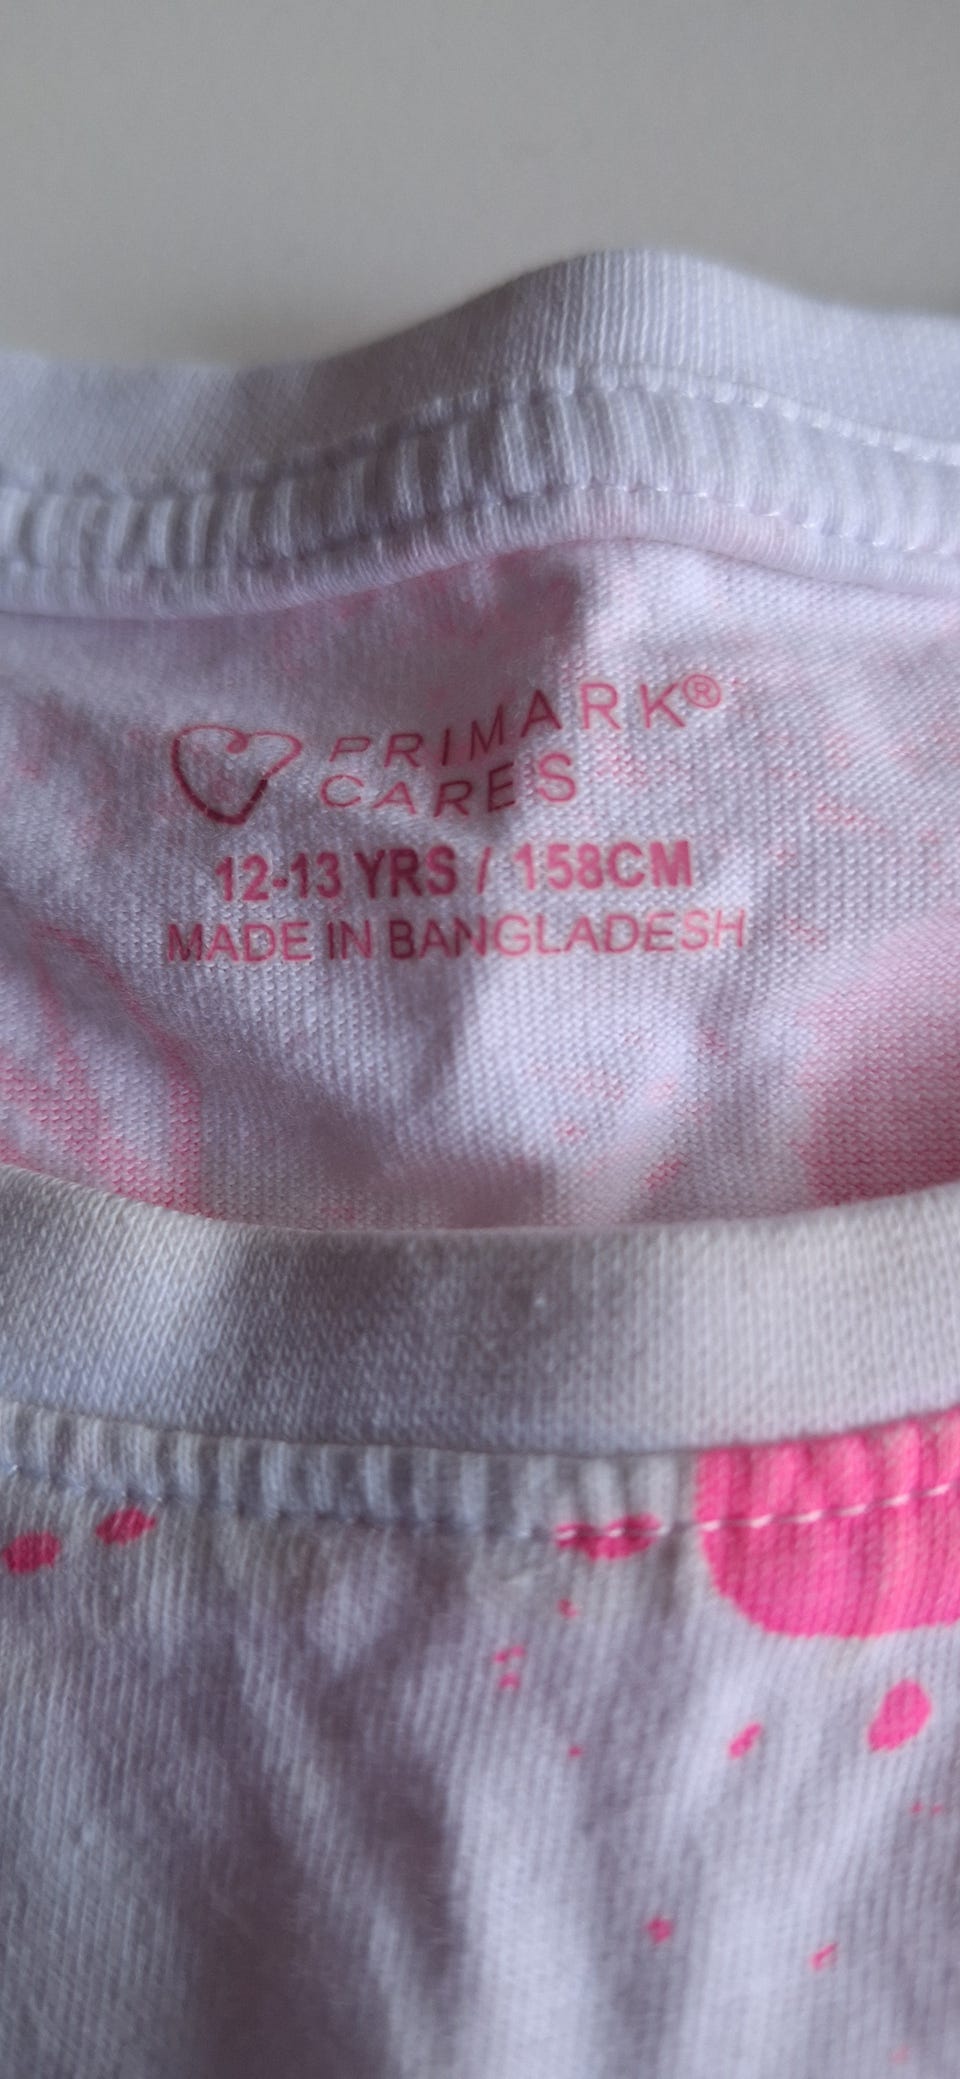 PRIMARK®
CARES
12-13 YRS / 158CM
MADE IN BANGLADESH